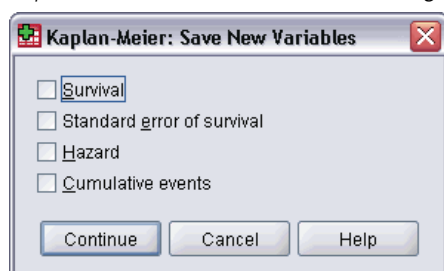 Kaplan-Meier: Save New Variables
Survival
Standard error of survival
Hazard
Cumulative events
Continue Cancel Help